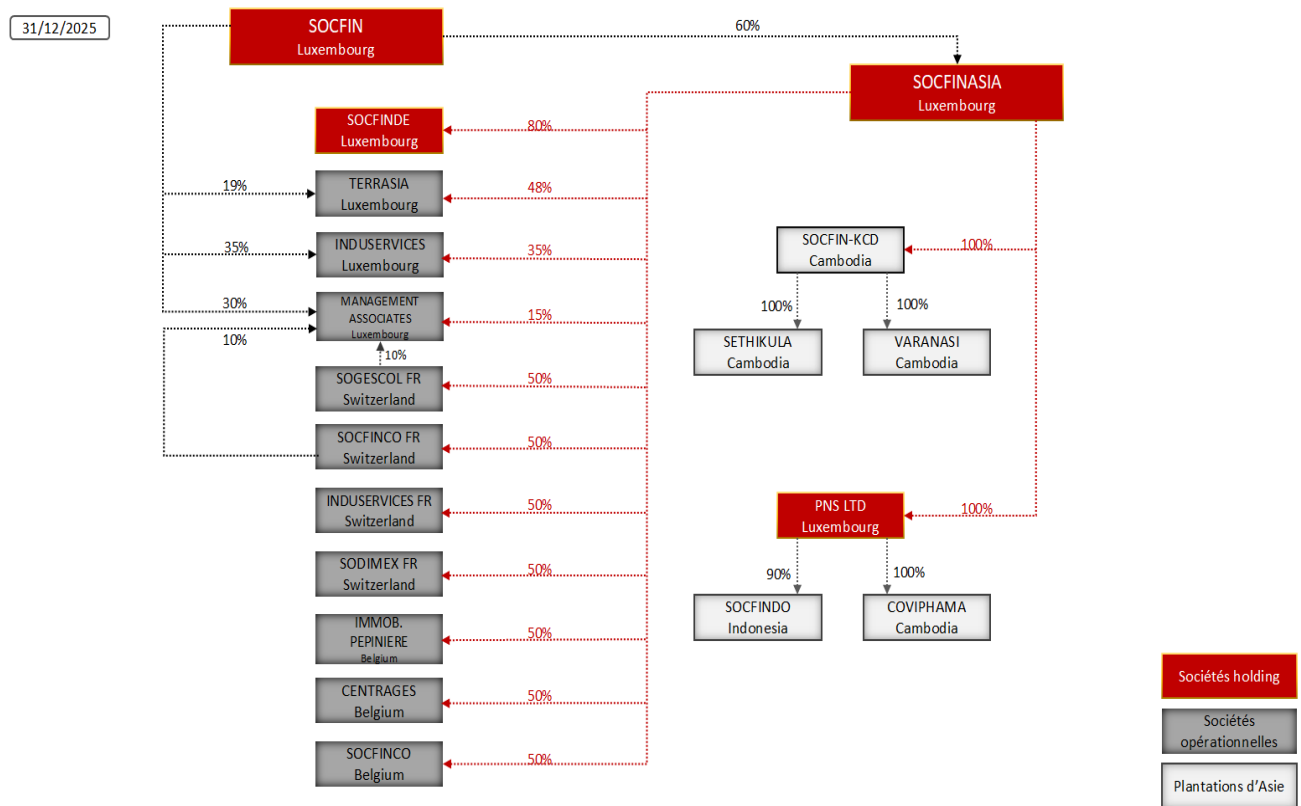 31/12/2025
SOCFIN
Luxembourg
60%
SOCFINASIA
Luxembourg
SOCFINDE
Luxembourg
80%
19%
TERRASIA
Luxembourg
48%
35%
INDUSERVICES
Luxembourg
35%
30%
MANAGEMENT
ASSOCIATES
Luxembourg
15%
10%
10%
SOGESCOL FR
Switzerland
50%
SOCFINCO FR
Switzerland
50%
INDUSERVICES FR
Switzerland
50%
SODIMEX FR
Switzerland
50%
IMMOB.
PEPINIERE
Belgium
50%
CENTRAGES
Belgium
50%
SOCFINCO
Belgium
50%
SOCFIN-KCD
Cambodia
100%
100%
100%
SETHIKULA
Cambodia
VARANASI
Cambodia
PNS LTD
Luxembourg
100%
90%
100%
SOCFINDO
Indonesia
COVIPHAMA
Cambodia
Sociétés holding
Sociétés
opérationnelles
Plantations d’Asie